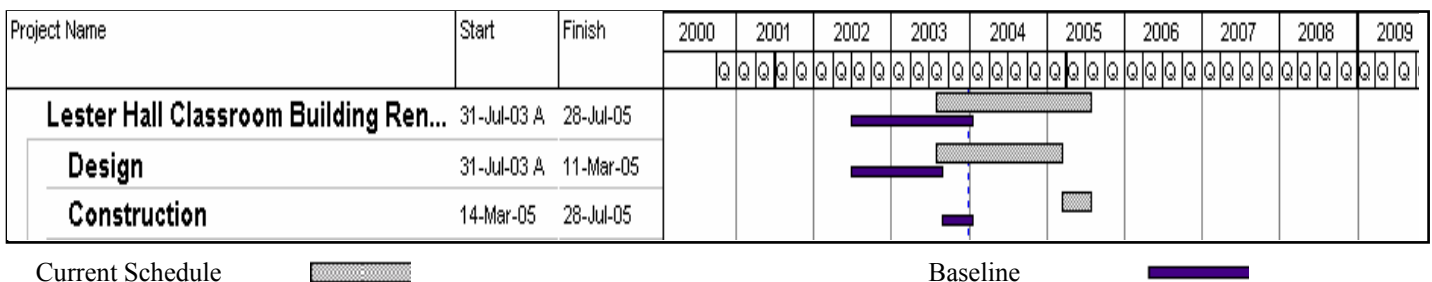 Project Name Start Finish 2000 2001 2002 2003 2004 2005 2006 2007 2008 2009
Q Q Q Q Q Q Q Q Q Q Q Q Q Q Q Q Q Q Q Q Q Q Q Q Q Q Q Q Q Q Q Q Q Q Q Q
Lester Hall Classroom Building Ren... 31-Jul-03 A 28-Jul-05
Design 31-Jul-03 A 11-Mar-05
Construction 14-Mar-05 28-Jul-05
Current Schedule Baseline